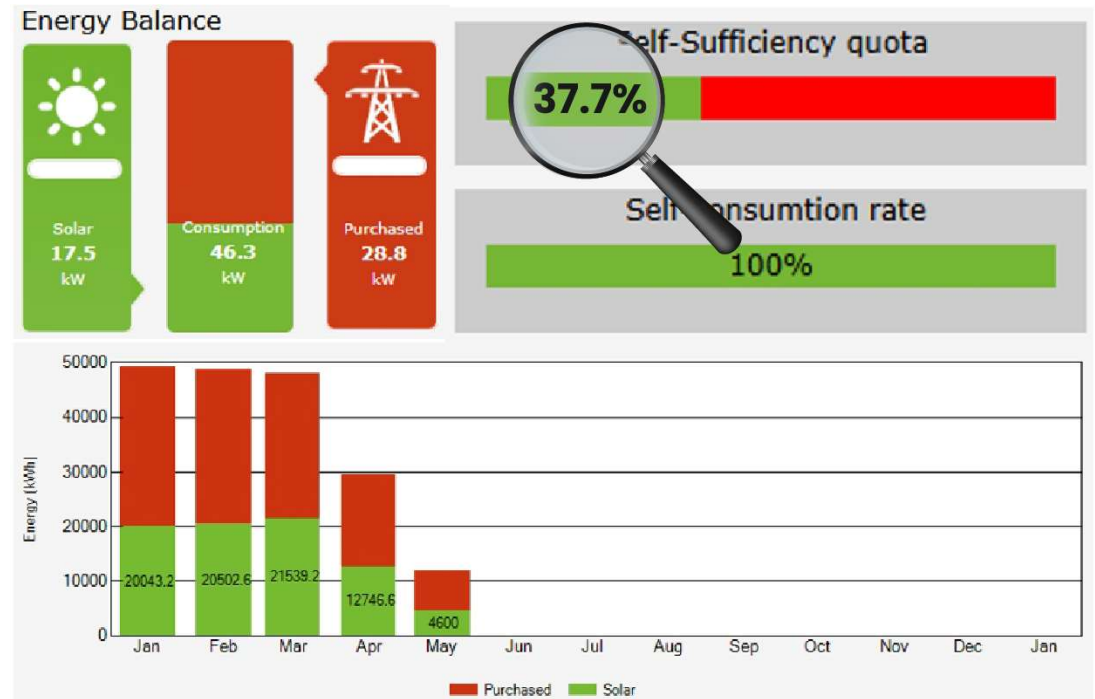 Energy Balance
Solar
17.5
kW
Consumption
46.3
kW
Purchased
28.8
kW
Self-Sufficiency quota
37.7%
rate
100%
50000
40000
30000
20000
10000
0
Energy [kWh]
20043.2
20502.6
21539.2
12746.6
4600
Jan Feb Mar Apr May Jun Jul Aug Sep Oct Nov Dec Jan
Purchased Solar